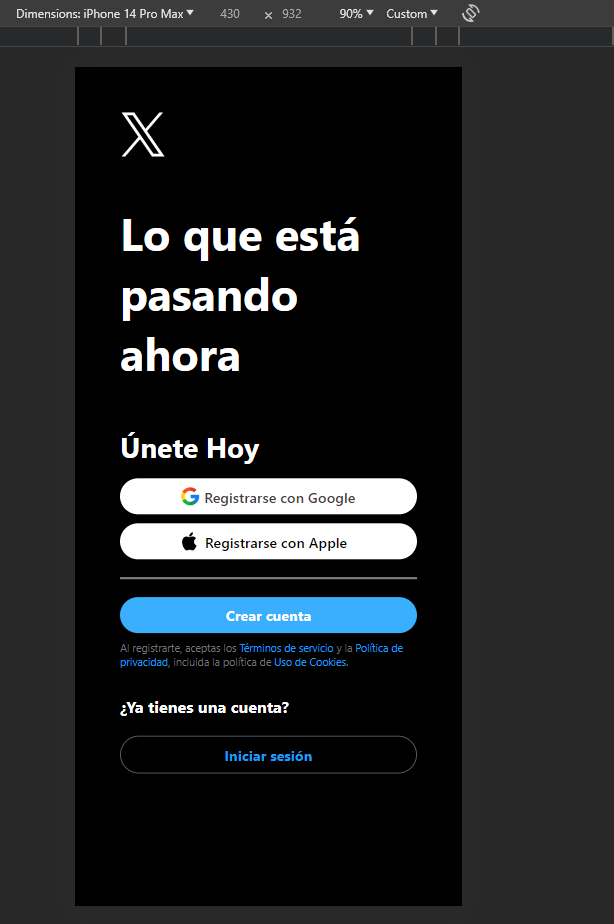 Dimensions: iPhone 14 Pro Max 430 × 932 90% Custom
Lo que está
pasando
ahora
Únete Hoy
Registrarse con Google
Registrarse con Apple
Crear cuenta
Al registrarte, aceptas los Términos de servicio y la Política de
privacidad, incluida la política de Uso de Cookies.
¿Ya tienes una cuenta?
Iniciar sesión